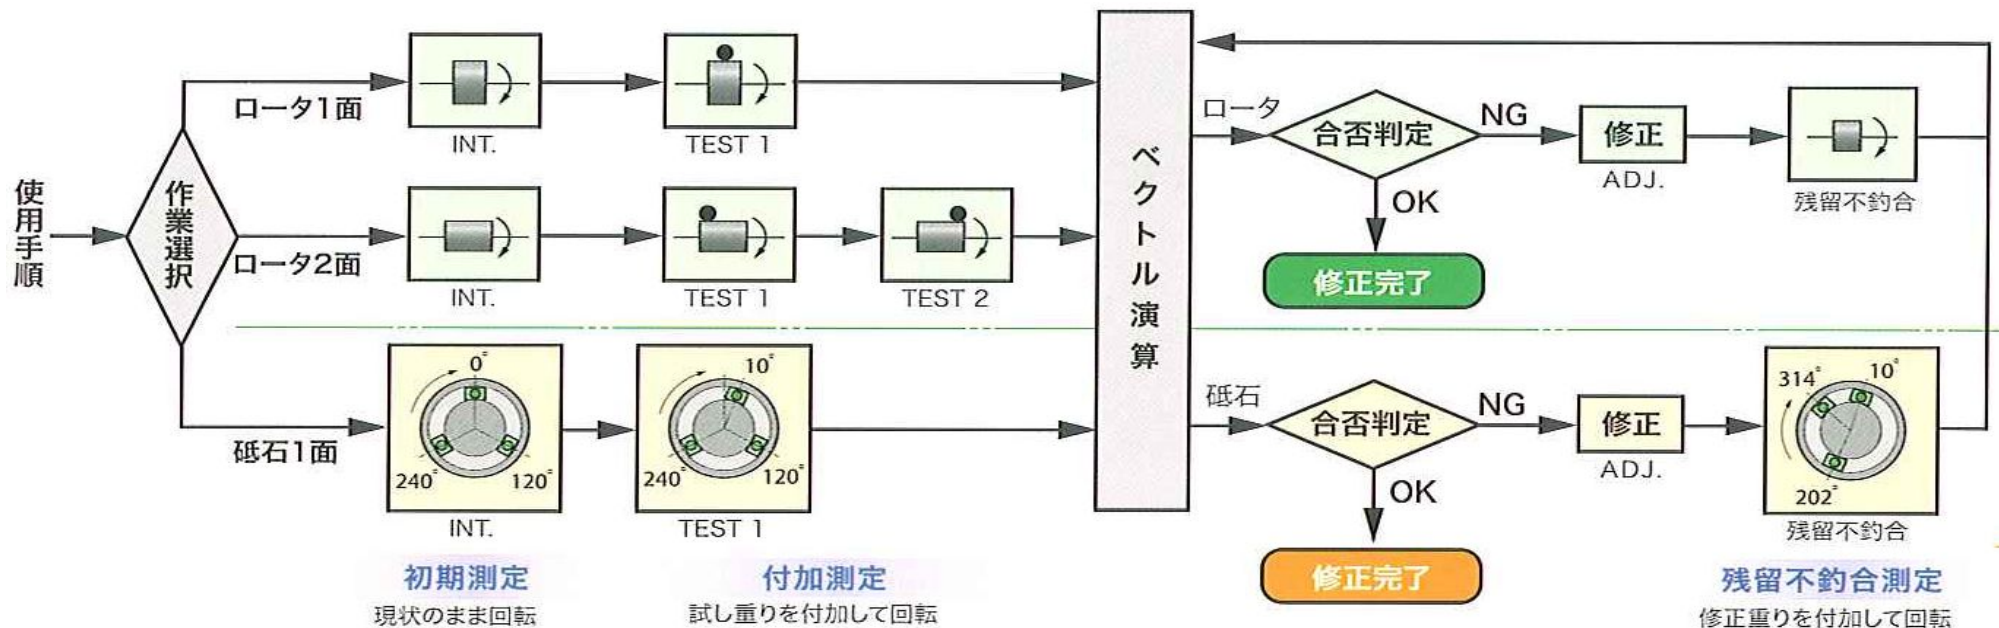 使用手順
作業選択
ロータ1面
INT.
TEST 1
ロータ2面
INT.
TEST 1
TEST 2
砥石1面
0°
240°
120°
INT.
10°
240°
120°
TEST 1
ベクトル演算
ロータ
合否判定
NG
修正
ADJ.
残留不釣合
OK
修正完了
砥石
合否判定
NG
修正
ADJ.
314°
10°
202°
残留不釣合
OK
修正完了
初期測定
現状のまま回転
付加測定
試し重りを付加して回転
残留不釣合測定
修正重りを付加して回転